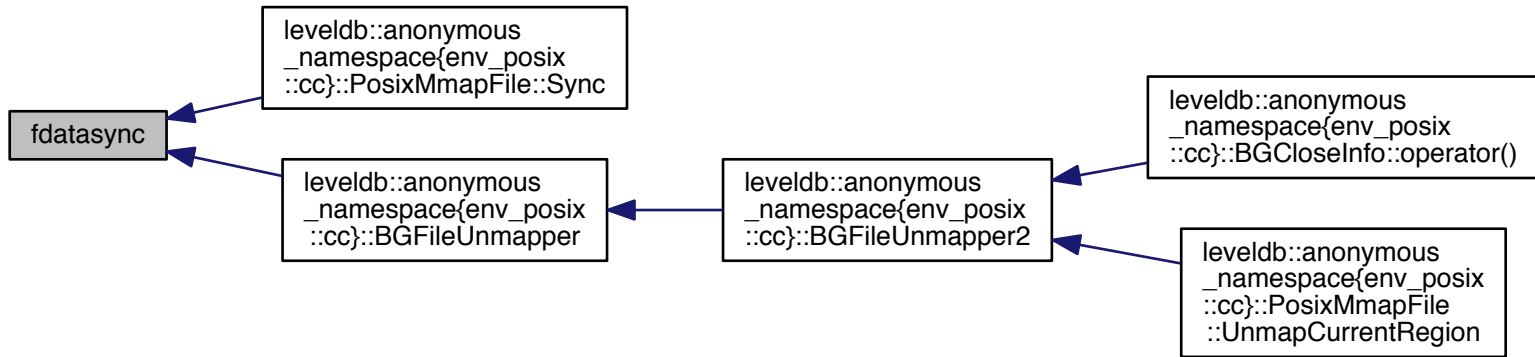 fdatasync
leveldb::anonymous
_namespace{env_posix
::cc}::PosixMmapFile::Sync
leveldb::anonymous
_namespace{env_posix
::cc}::BGFileUnmapper
leveldb::anonymous
_namespace{env_posix
::cc}::BGFileUnmapper2
leveldb::anonymous
_namespace{env_posix
::cc}::BGCloseInfo::operator()
leveldb::anonymous
_namespace{env_posix
::cc}::PosixMmapFile
::UnmapCurrentRegion